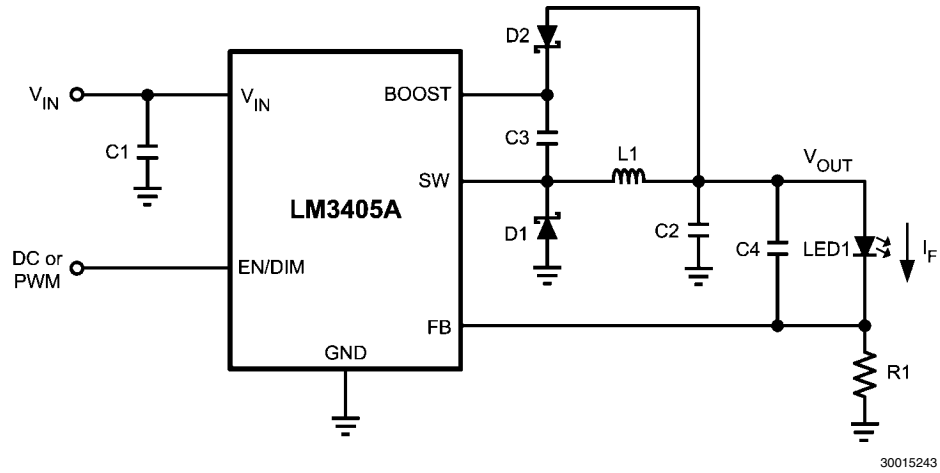 D2
V_IN
V_IN
BOOST
C1
C3
L1
V_OUT
SW
LM3405A
D1
C2
C4
LED1
I_F
DC or
PWM
EN/DIM
FB
GND
R1
30015243